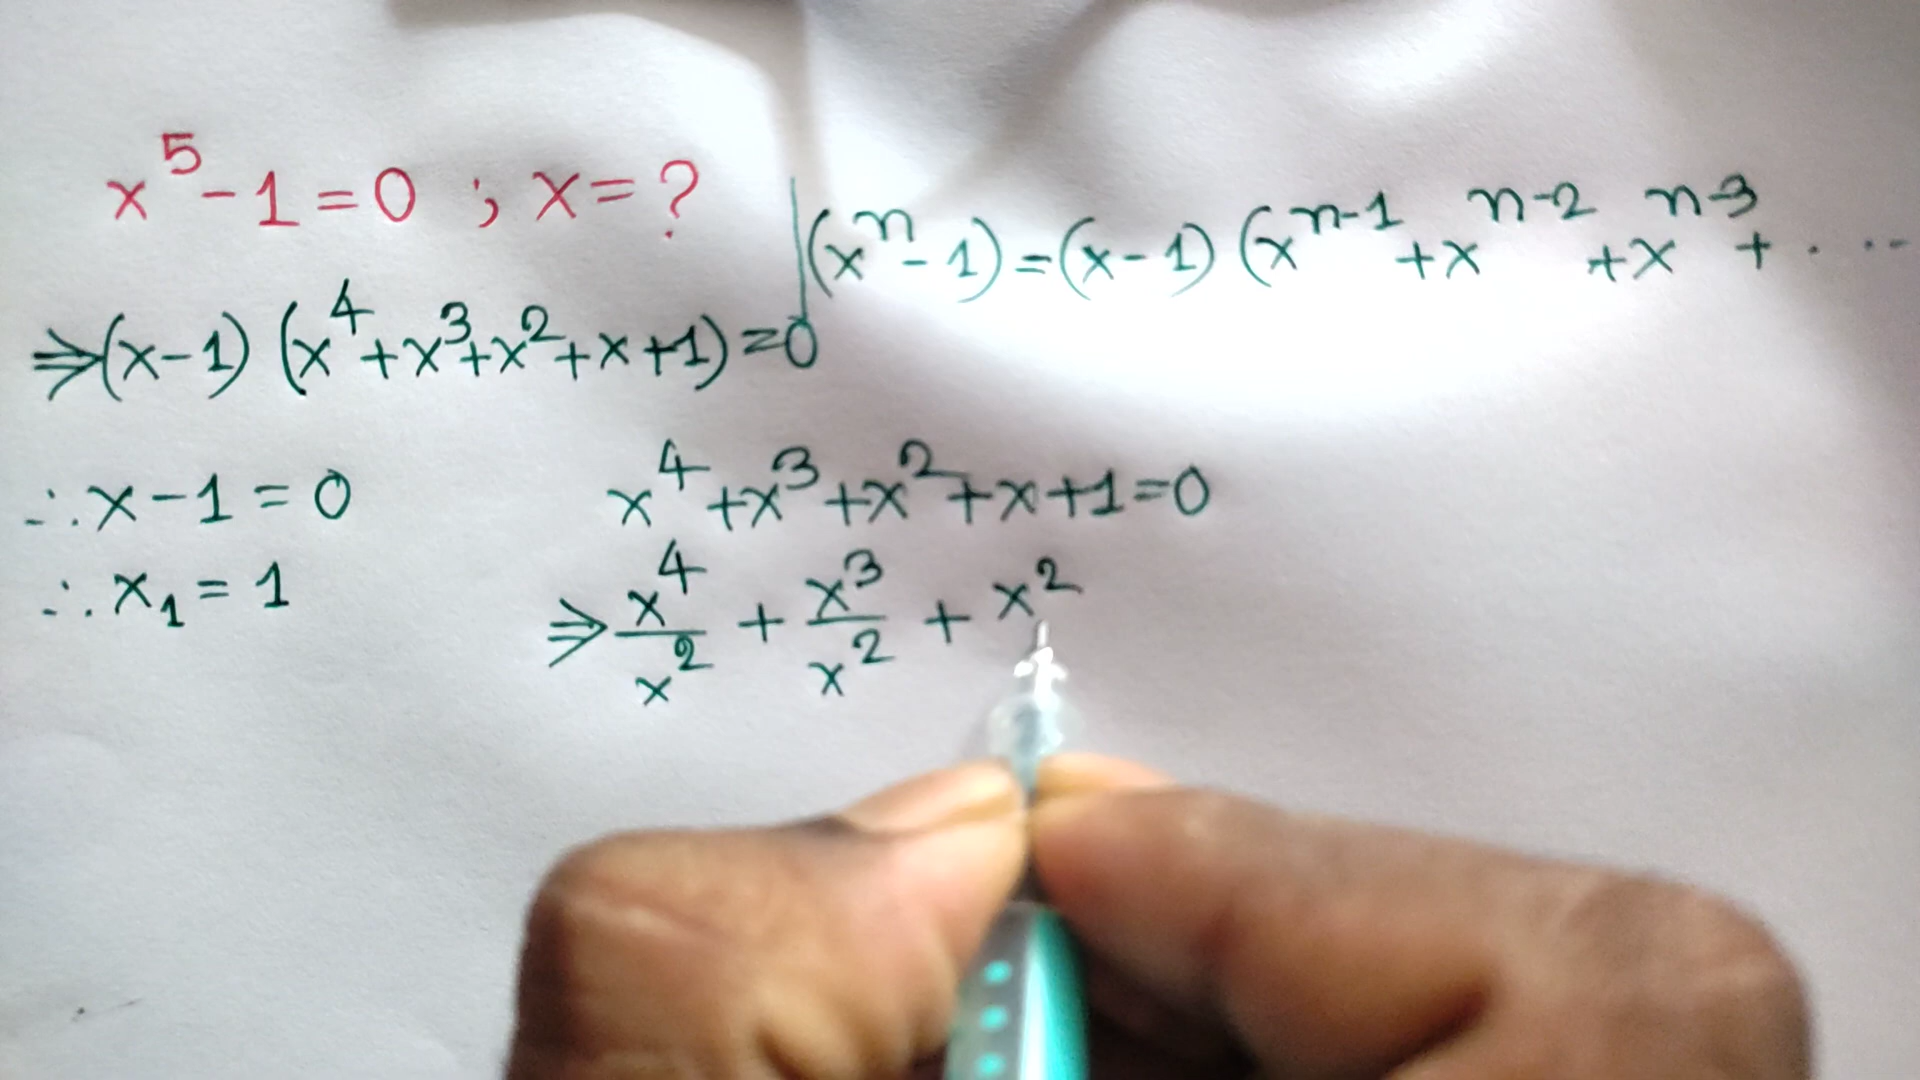 x⁵-1=0 ; x=?
(xⁿ-1)=(x-1) (xⁿ⁻¹+xⁿ⁻²+xⁿ⁻³+....
⇒(x-1) (x⁴+x³+x²+x+1)=0
∴x-1=0
x⁴+x³+x²+x+1=0
∴x₁=1
⇒x⁴/x² + x³/x² + x²